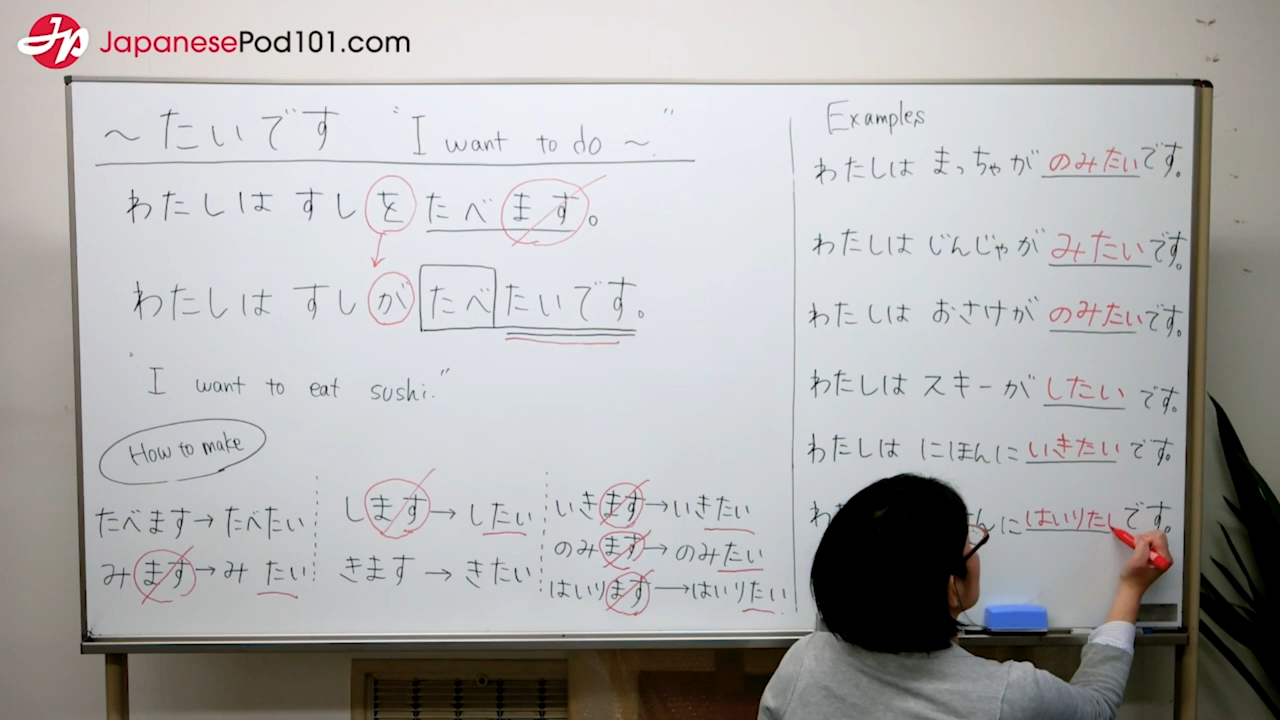 JapanesePod101.com
～たいです "I want to do ～."
わたしは すしを たべます。
わたしは すしが たべたいです。
"I want to eat sushi."
How to make
たべます→たべたい
みます→みたい
します→したい
きます→きたい
いきます→いきたい
のみます→のみたい
はいります→はいりたい
Examples
わたしは まっちゃが のみたいです。
わたしは じんじゃが みたいです。
わたしは おさけが のみたいです。
わたしは スキーが したいです。
わたしは にほんに いきたいです。
わ んに はいりたいです。